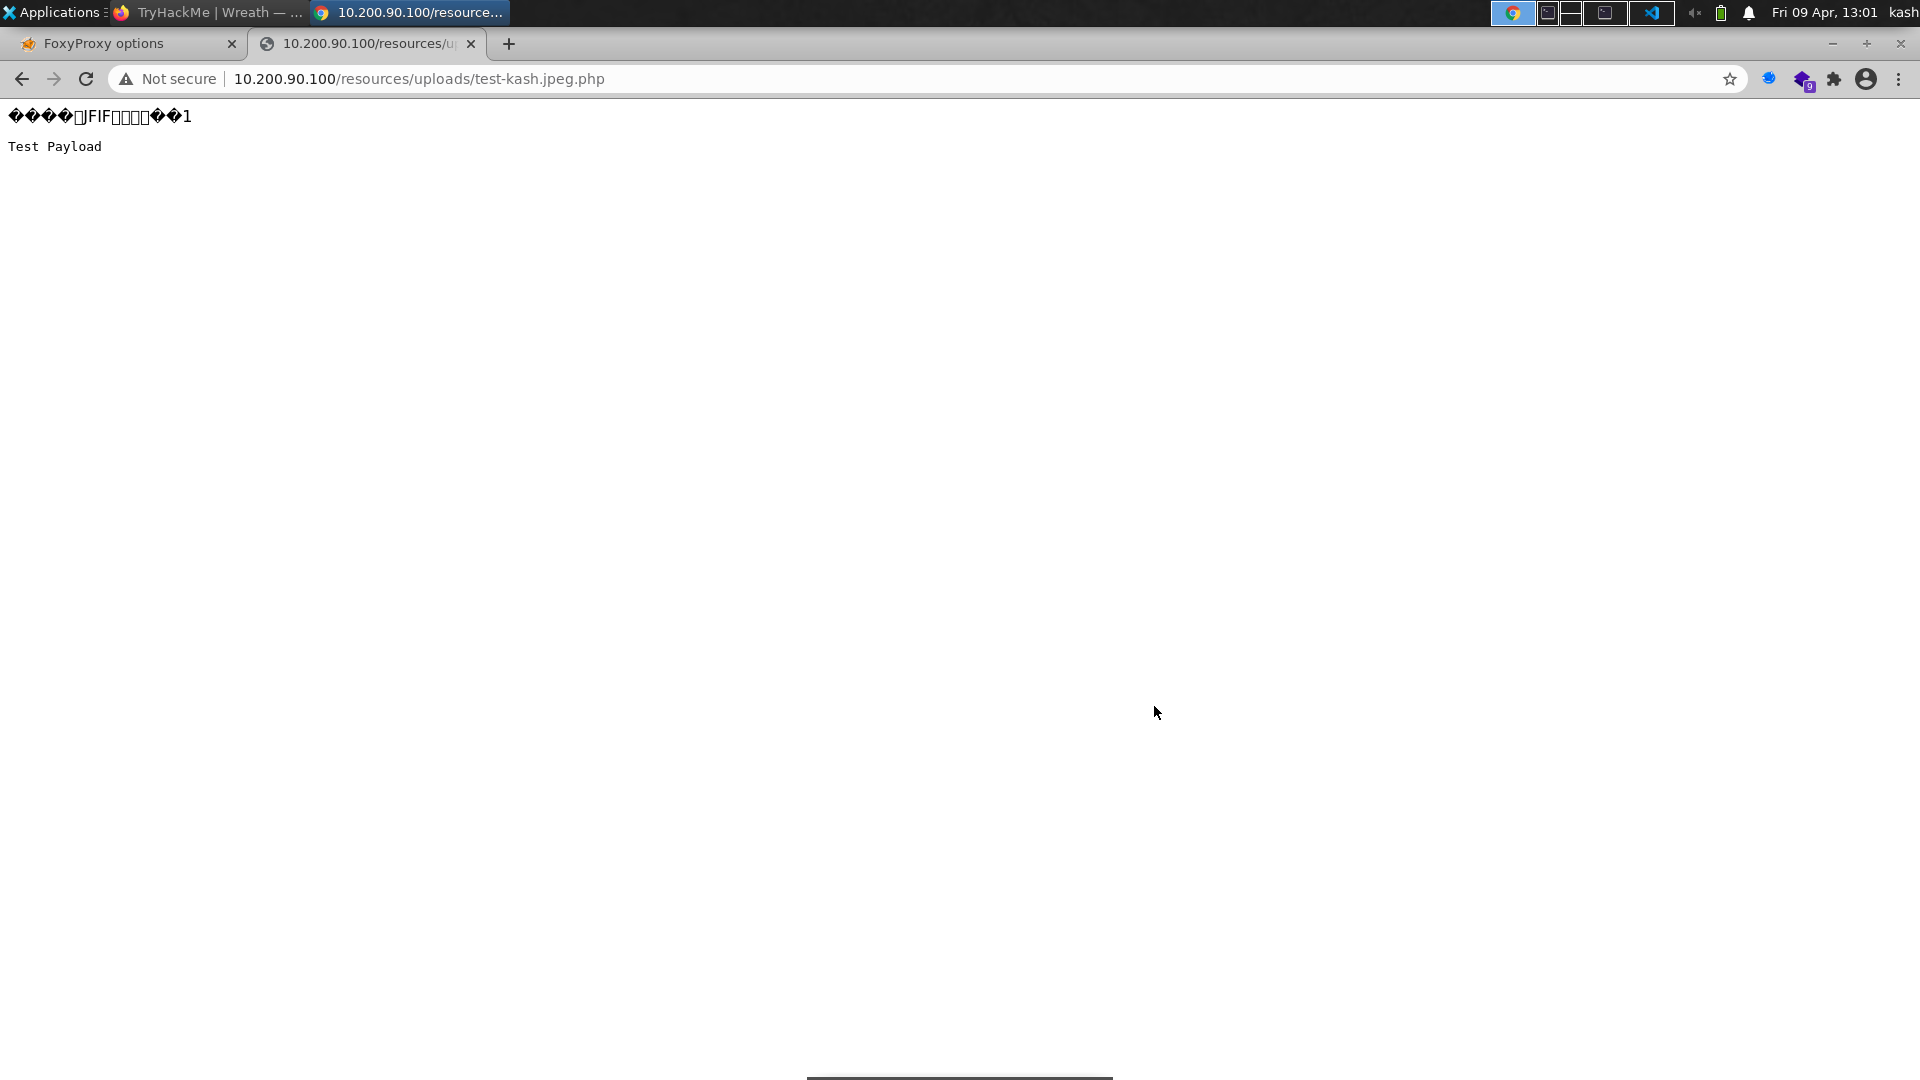 Applications
TryHackMe | Wreath — ...
10.200.90.100/resource...
Fri 09 Apr, 13:01
kash
FoxyProxy options
10.200.90.100/resources/u
Not secure
10.200.90.100/resources/uploads/test-kash.jpeg.php
9
����▯JFIF▯▯▯▯��1
Test Payload